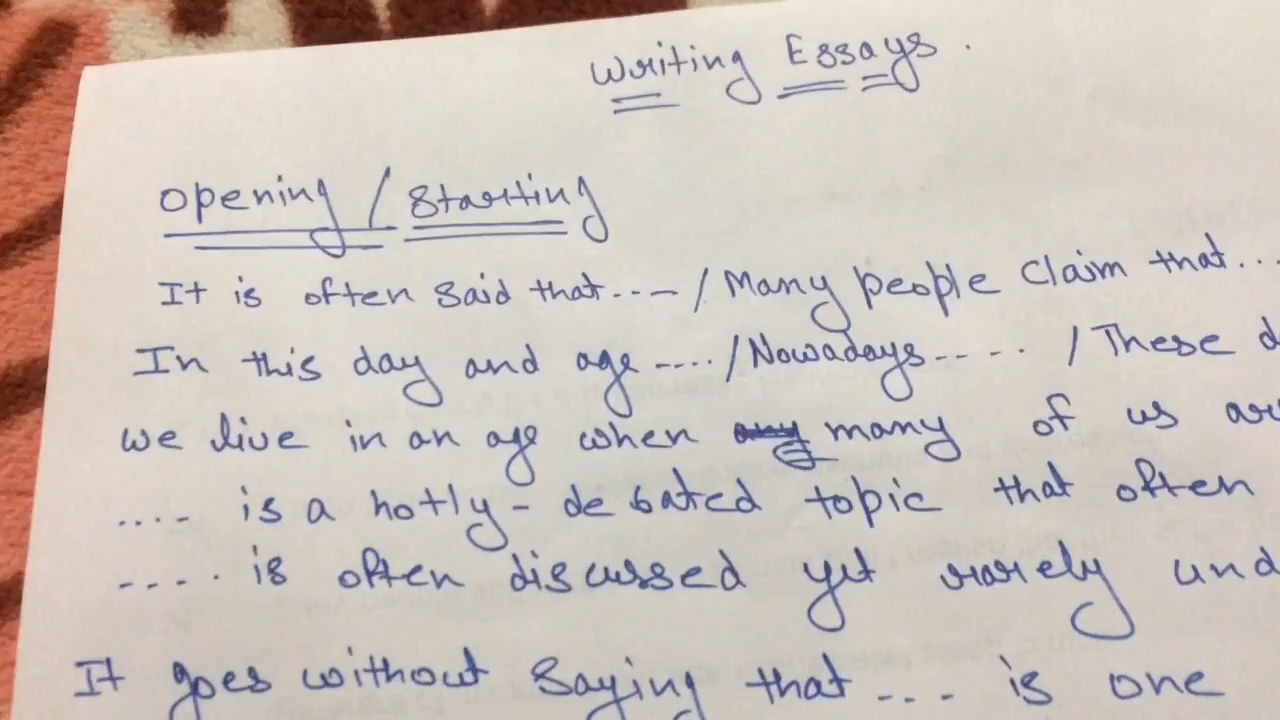 Writing Essays.
Opening / Starting
It is often said that...- / Many people claim that...
In this day and age ---.. / Nowadays ---- . . / These
we live in an age when many of us
...- is a hotly-debated topic that often
---- . is often discussed yet rarely
It goes without saying that --- . is one